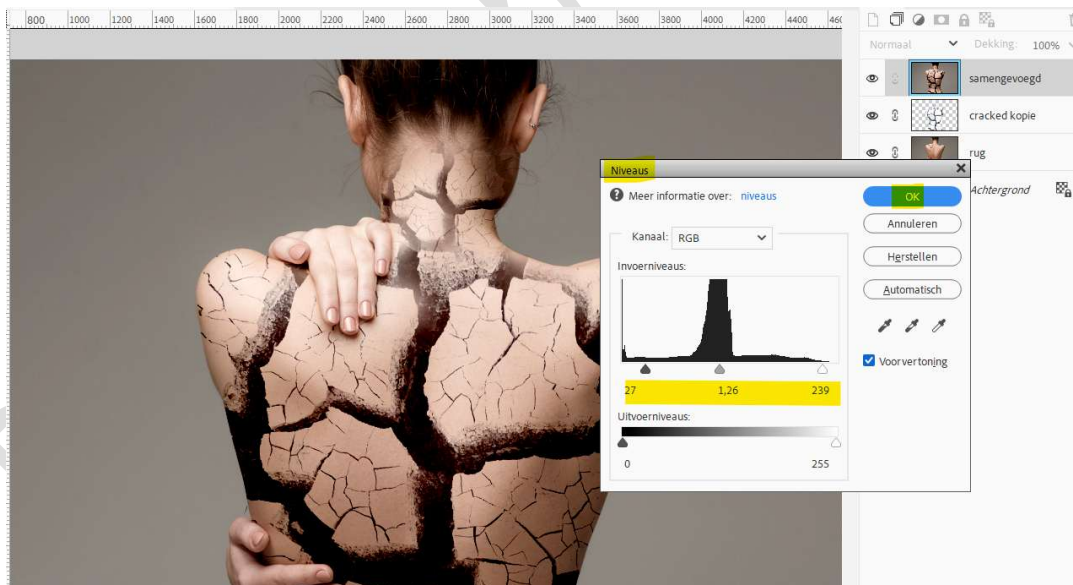 800 1000 1200 1400 1600 1800 2000 2200 2400 2600 2800 3000 3200 3400 3600 3800 4000 4200 4400 460
Normaal Dekking: 100%
samengevoegd
cracked kopie
rug
Achtergrond
Niveaus
Meer informatie over: niveaus
OK
Annuleren
Kanaal: RGB
Herstellen
Invoerniveaus:
Automatisch
Voorvertoning
27 1,26 239
Uitvoerniveaus:
0 255